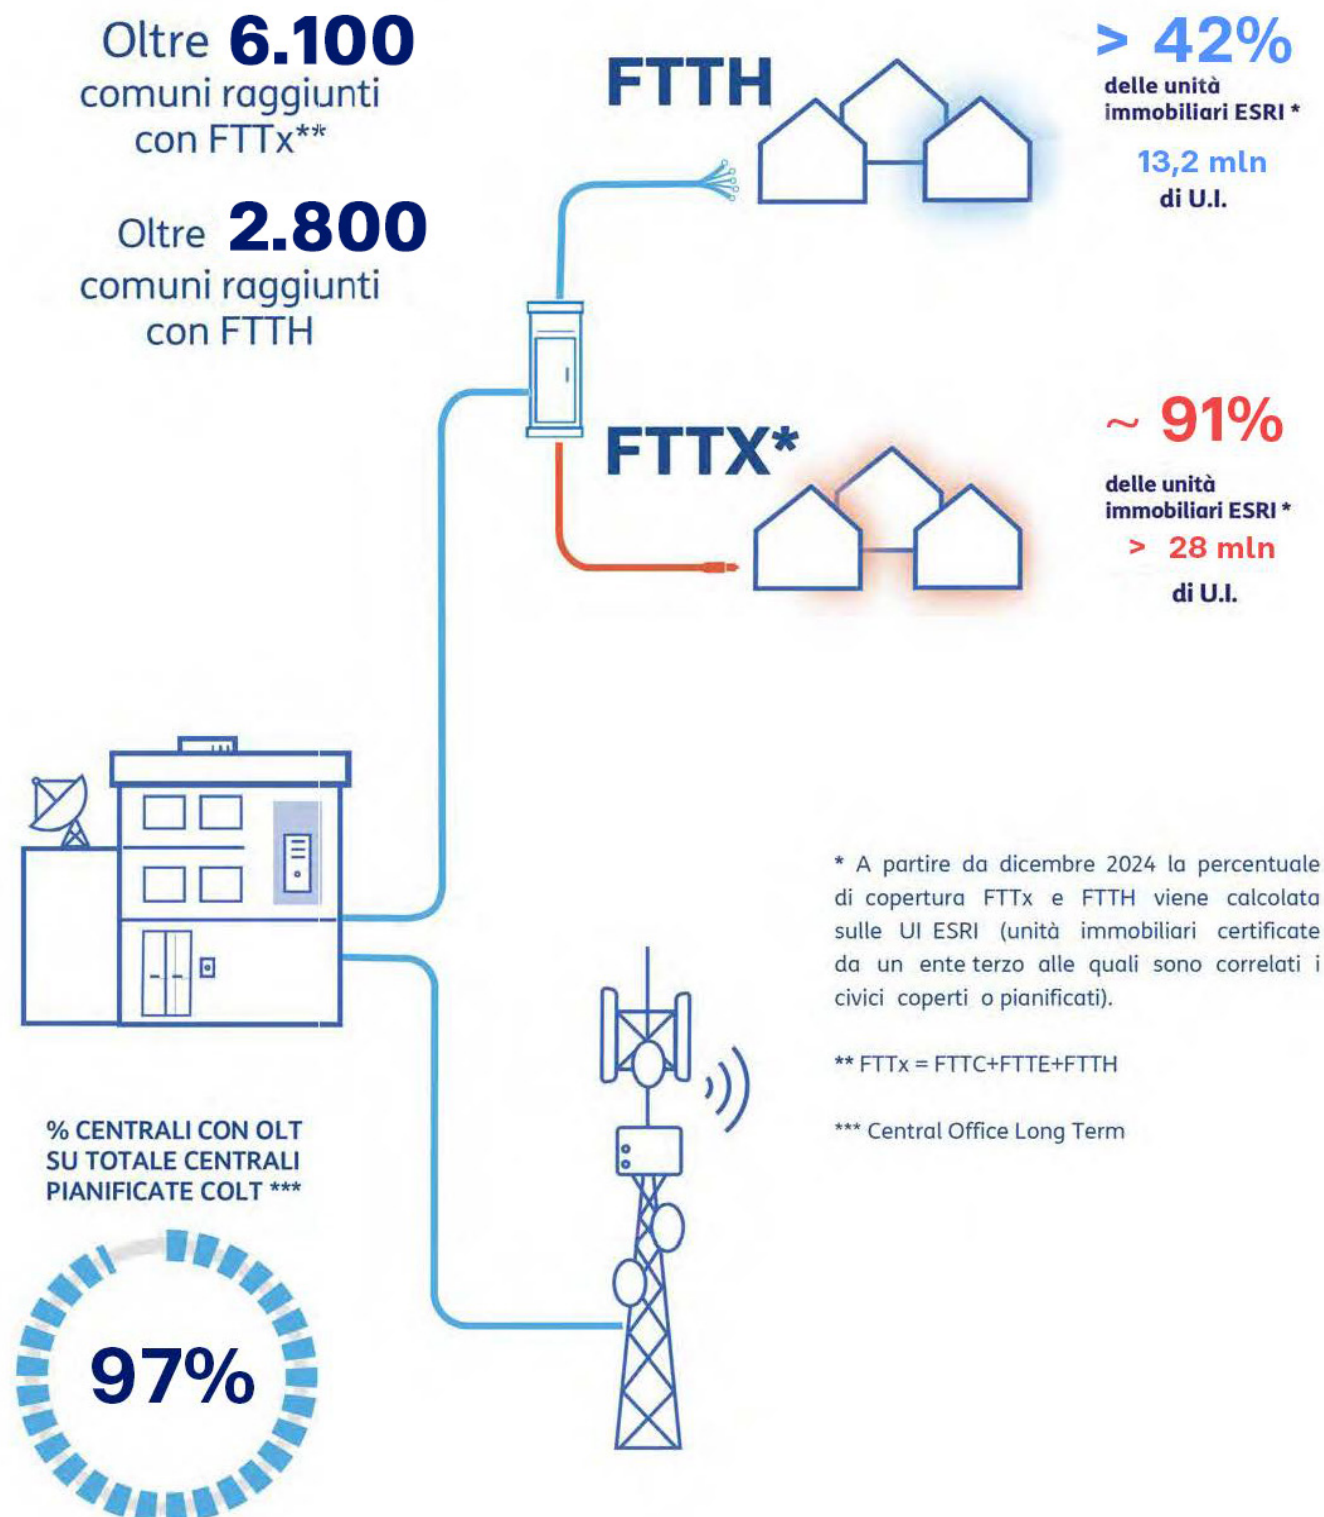 Oltre 6.100
comuni raggiunti
con FTTx**
Oltre 2.800
comuni raggiunti
con FTTH
FTTH
> 42%
delle unità
immobiliari ESRI *
13,2 mln
di U.I.
FTTX*
~ 91%
delle unità
immobiliari ESRI *
> 28 mln
di U.I.
* A partire da dicembre 2024 la percentuale
di copertura FTTx e FTTH viene calcolata
sulle UI ESRI (unità immobiliari certificate
da un ente terzo alle quali sono correlati i
civici coperti o pianificati).
** FTTx = FTTC+FTTE+FTTH
*** Central Office Long Term
% CENTRALI CON OLT
SU TOTALE CENTRALI
PIANIFICATE COLT ***
97%